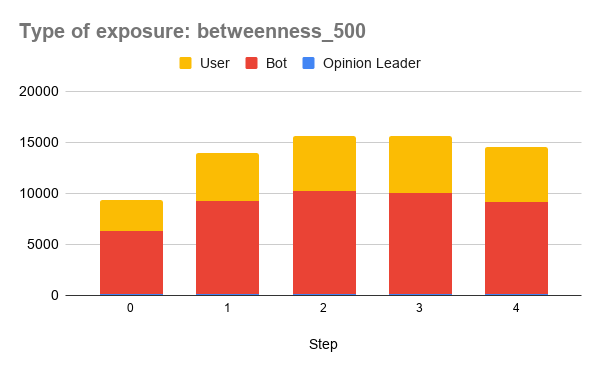 Type of exposure: betweenness_500
User Bot Opinion Leader
20000
15000
10000
5000
0
0 1 2 3 4
Step